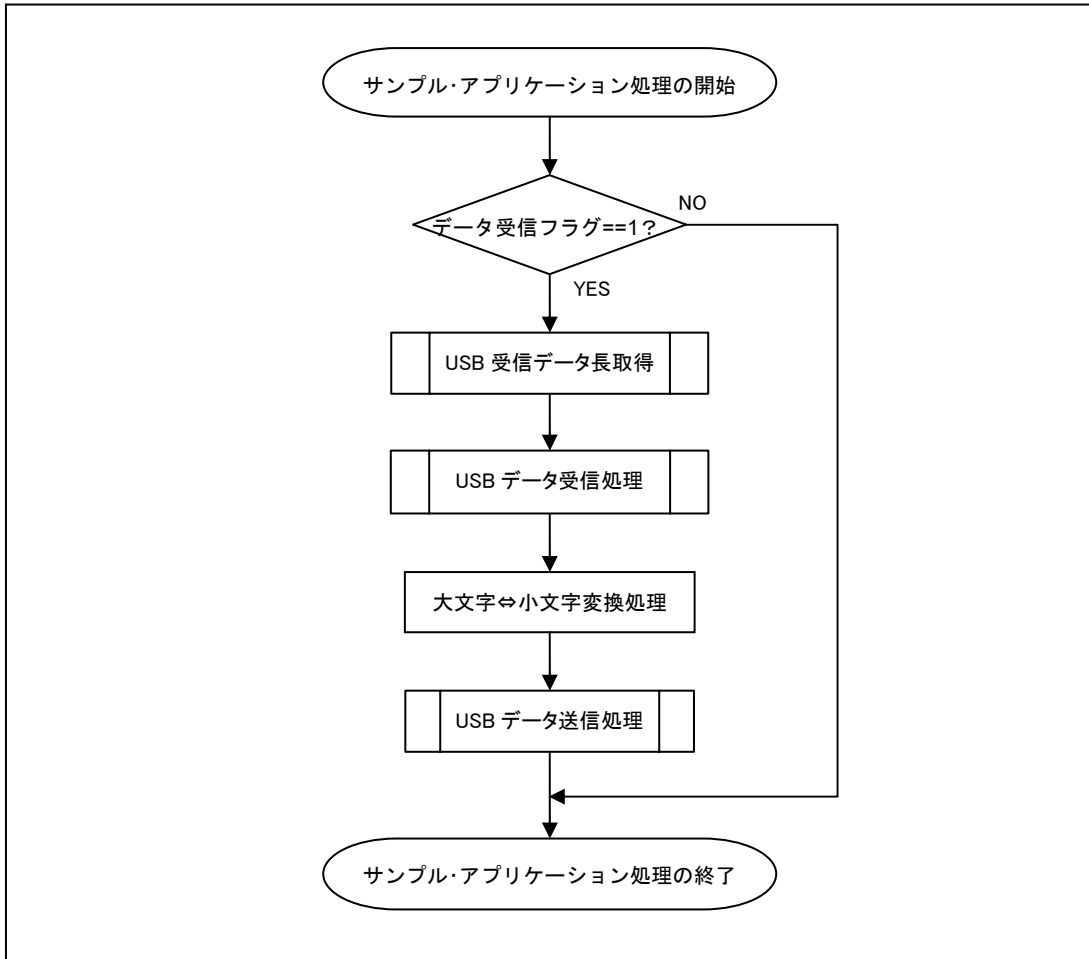 サンプル・アプリケーション処理の開始
データ受信フラグ==1?
NO
YES
USB 受信データ長取得
USB データ受信処理
大文字⇔小文字変換処理
USB データ送信処理
サンプル・アプリケーション処理の終了